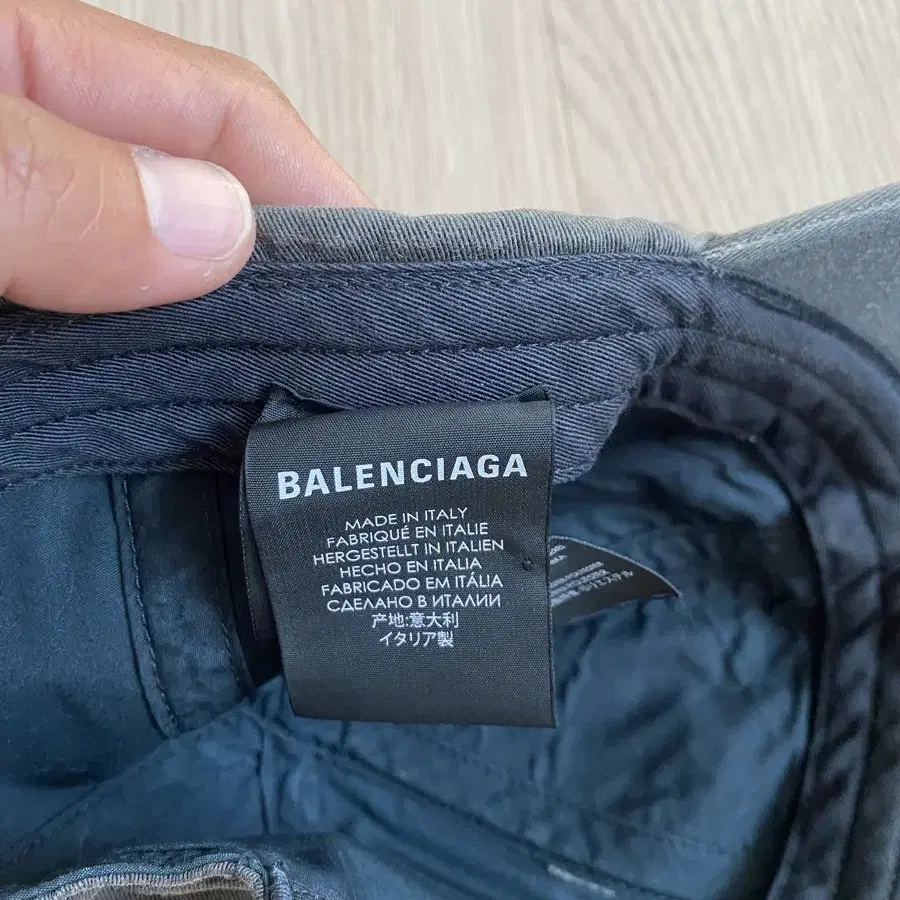 BALENCIAGA
MADE IN ITALY
FABRIQUÉ EN ITALIE
HERGESTELLT IN ITALIEN
HECHO EN ITALIA
FABRICADO EM ITÁLIA
СДЕЛАНО В ИТАЛИИ
产地:意大利
イタリア製